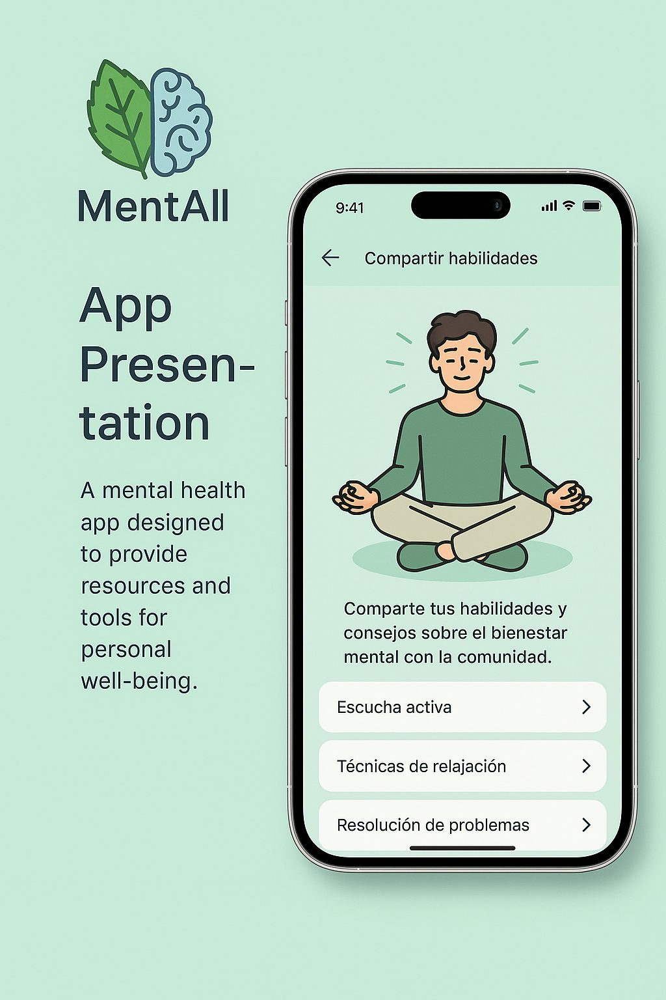 MentAll
App
Presen-
tation
A mental health
app designed
to provide
resources and
tools for
personal
well-being.
9:41
Compartir habilidades
Comparte tus habilidades y
consejos sobre el bienestar
mental con la comunidad.
Escucha activa
Técnicas de relajación
Resolución de problemas